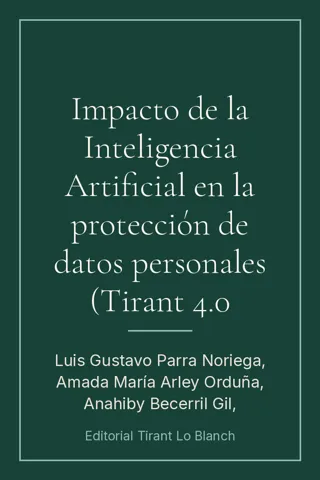 Impacto de la
Inteligencia
Artificial en la
protección de
datos personales
(Tirant 4.0
Luis Gustavo Parra Noriega,
Amada María Arley Orduña,
Anahiby Becerril Gil,
Editorial Tirant Lo Blanch